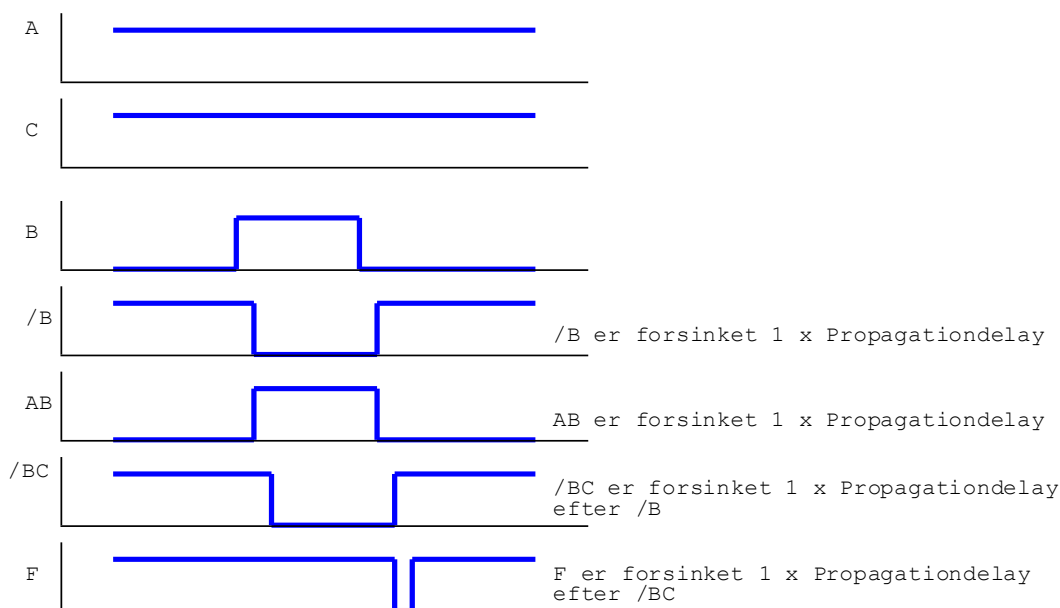 A
C
B
/B
/B er forsinket 1 x Propagationdelay
AB
AB er forsinket 1 x Propagationdelay
/BC
/BC er forsinket 1 x Propagationdelay
efter /B
F
F er forsinket 1 x Propagationdelay
efter /BC